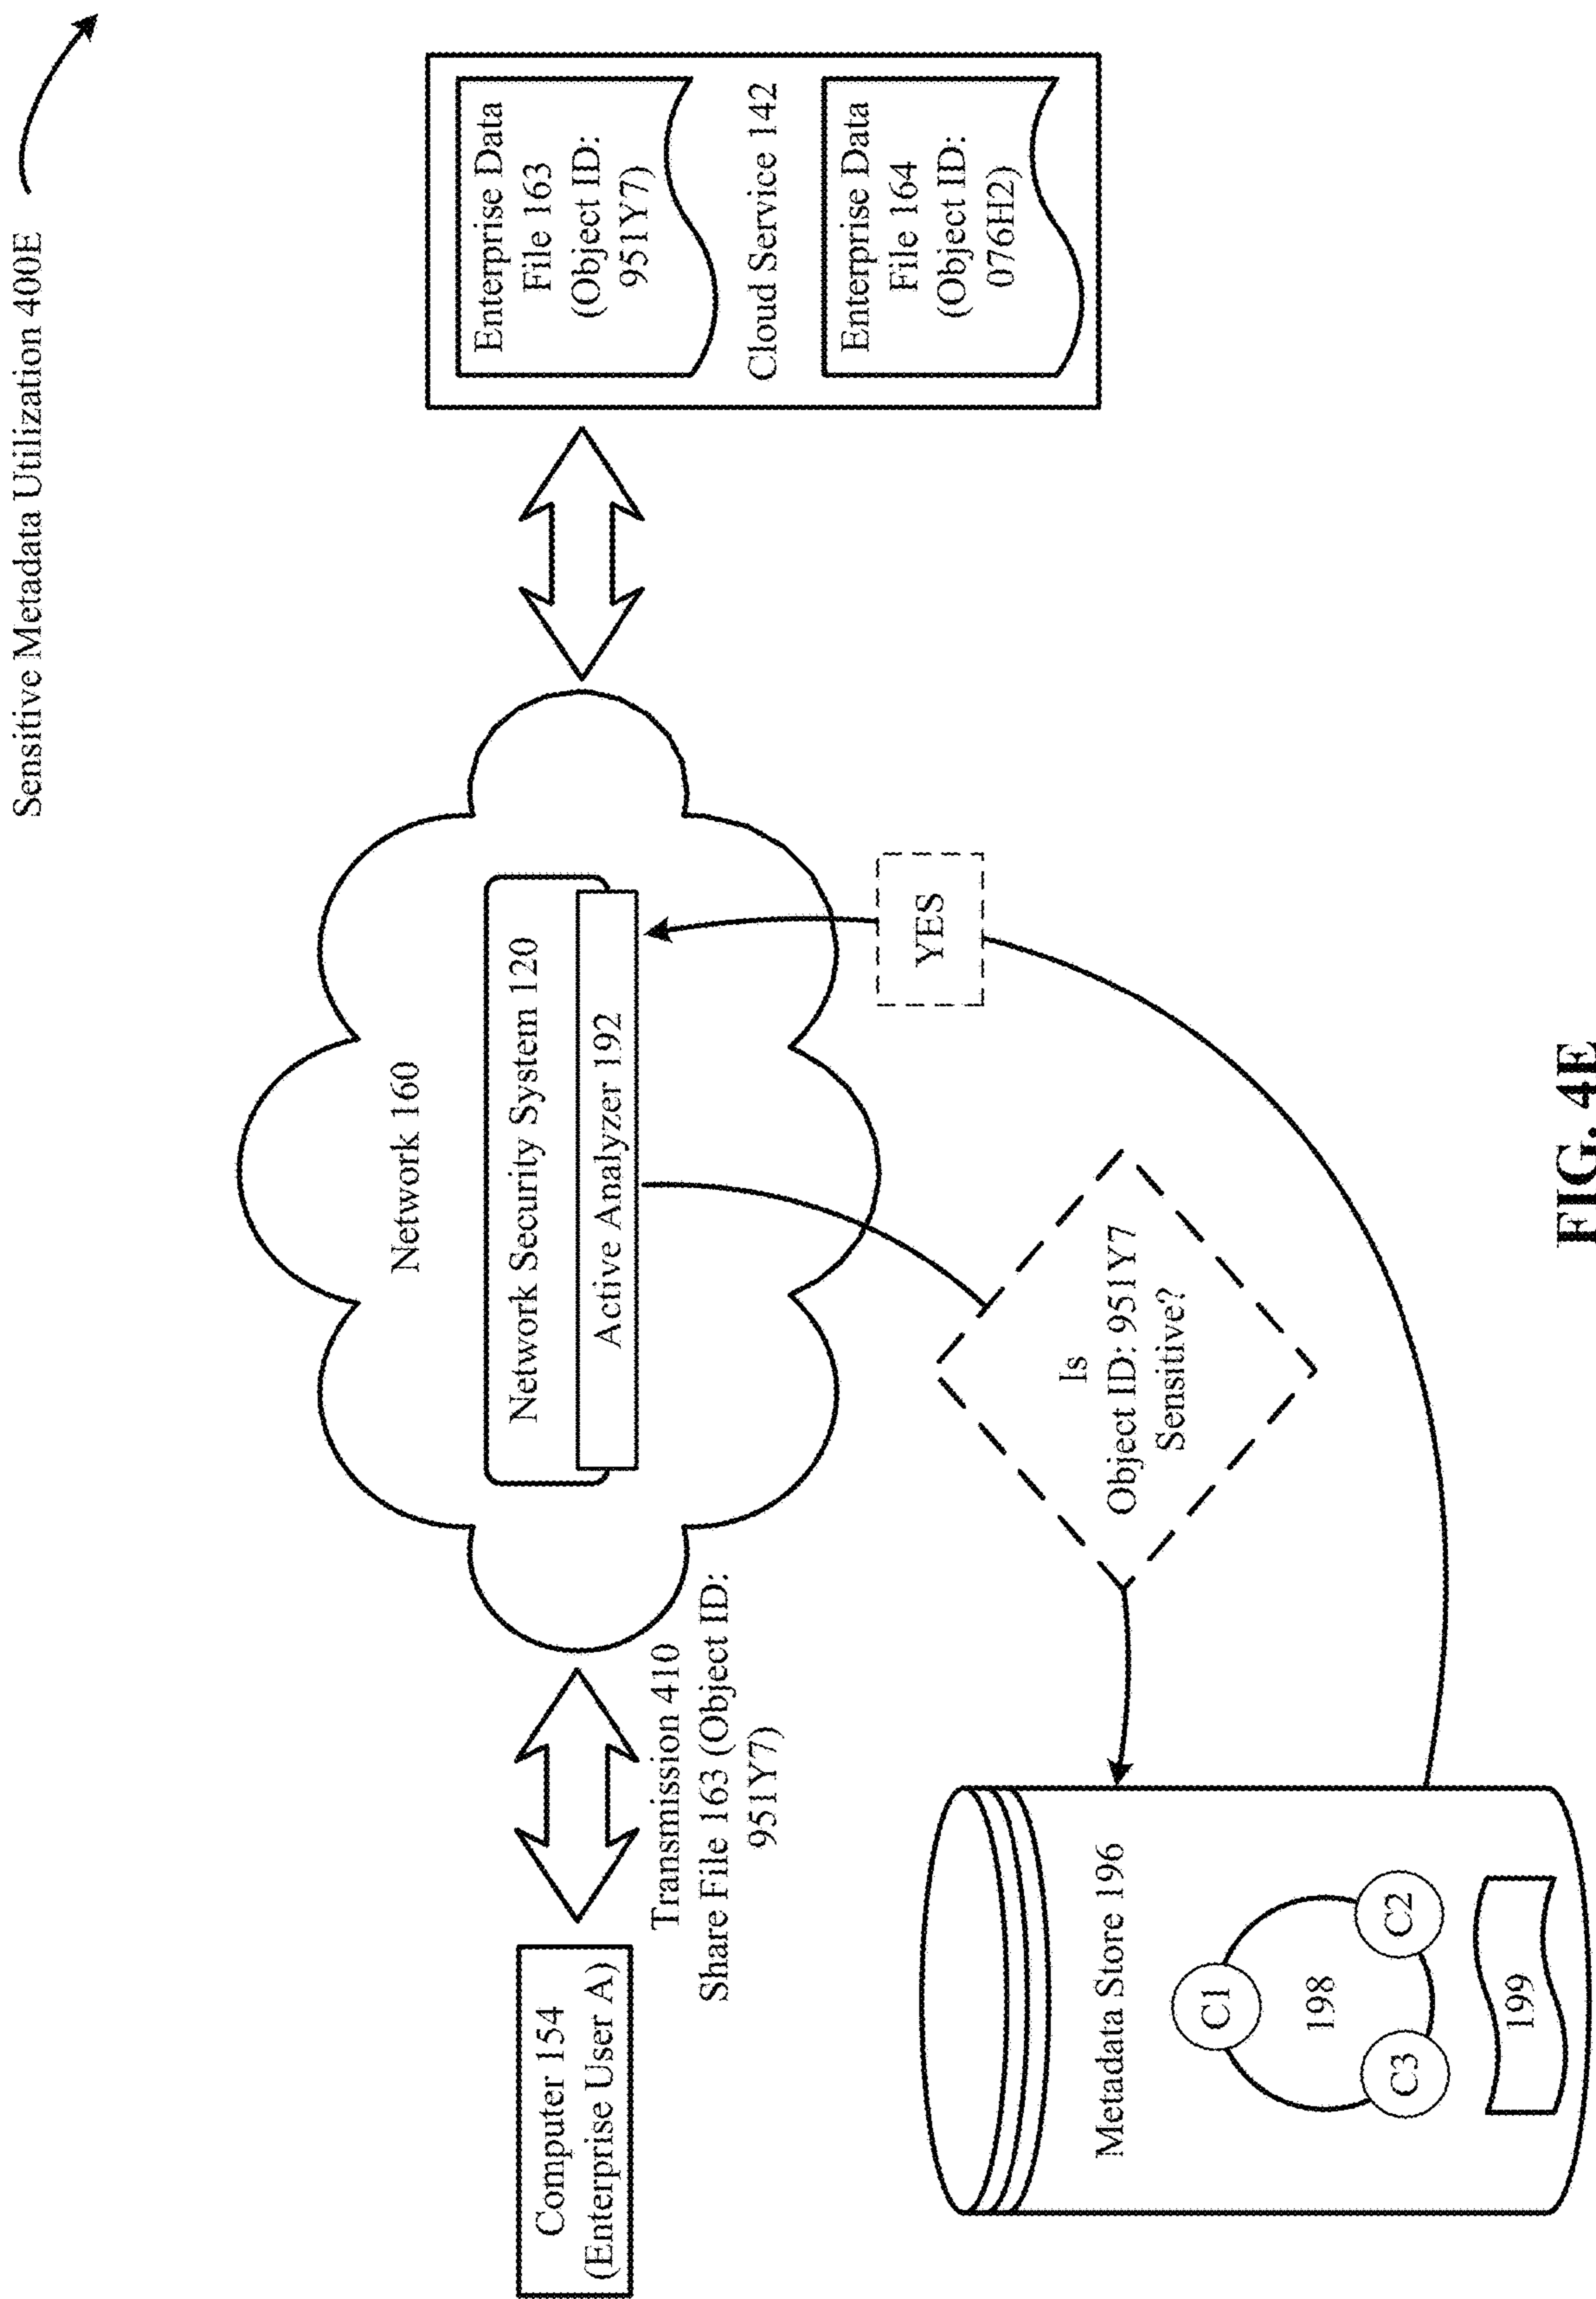 Sensitive Metadata Utilization 400E
Network 160
Network Security System 120
Active Analyzer 192
Computer 154
(Enterprise User A)
Transmission 410
Share File 163 (Object ID:
951Y7)
Enterprise Data
File 163
(Object ID:
951Y7)
Cloud Service 142
Enterprise Data
File 164
(Object ID:
076H2)
YES
Is
Object ID: 951Y7
Sensitive?
Metadata Store 196
C1
198
C3
C2
199
FIG. 4E